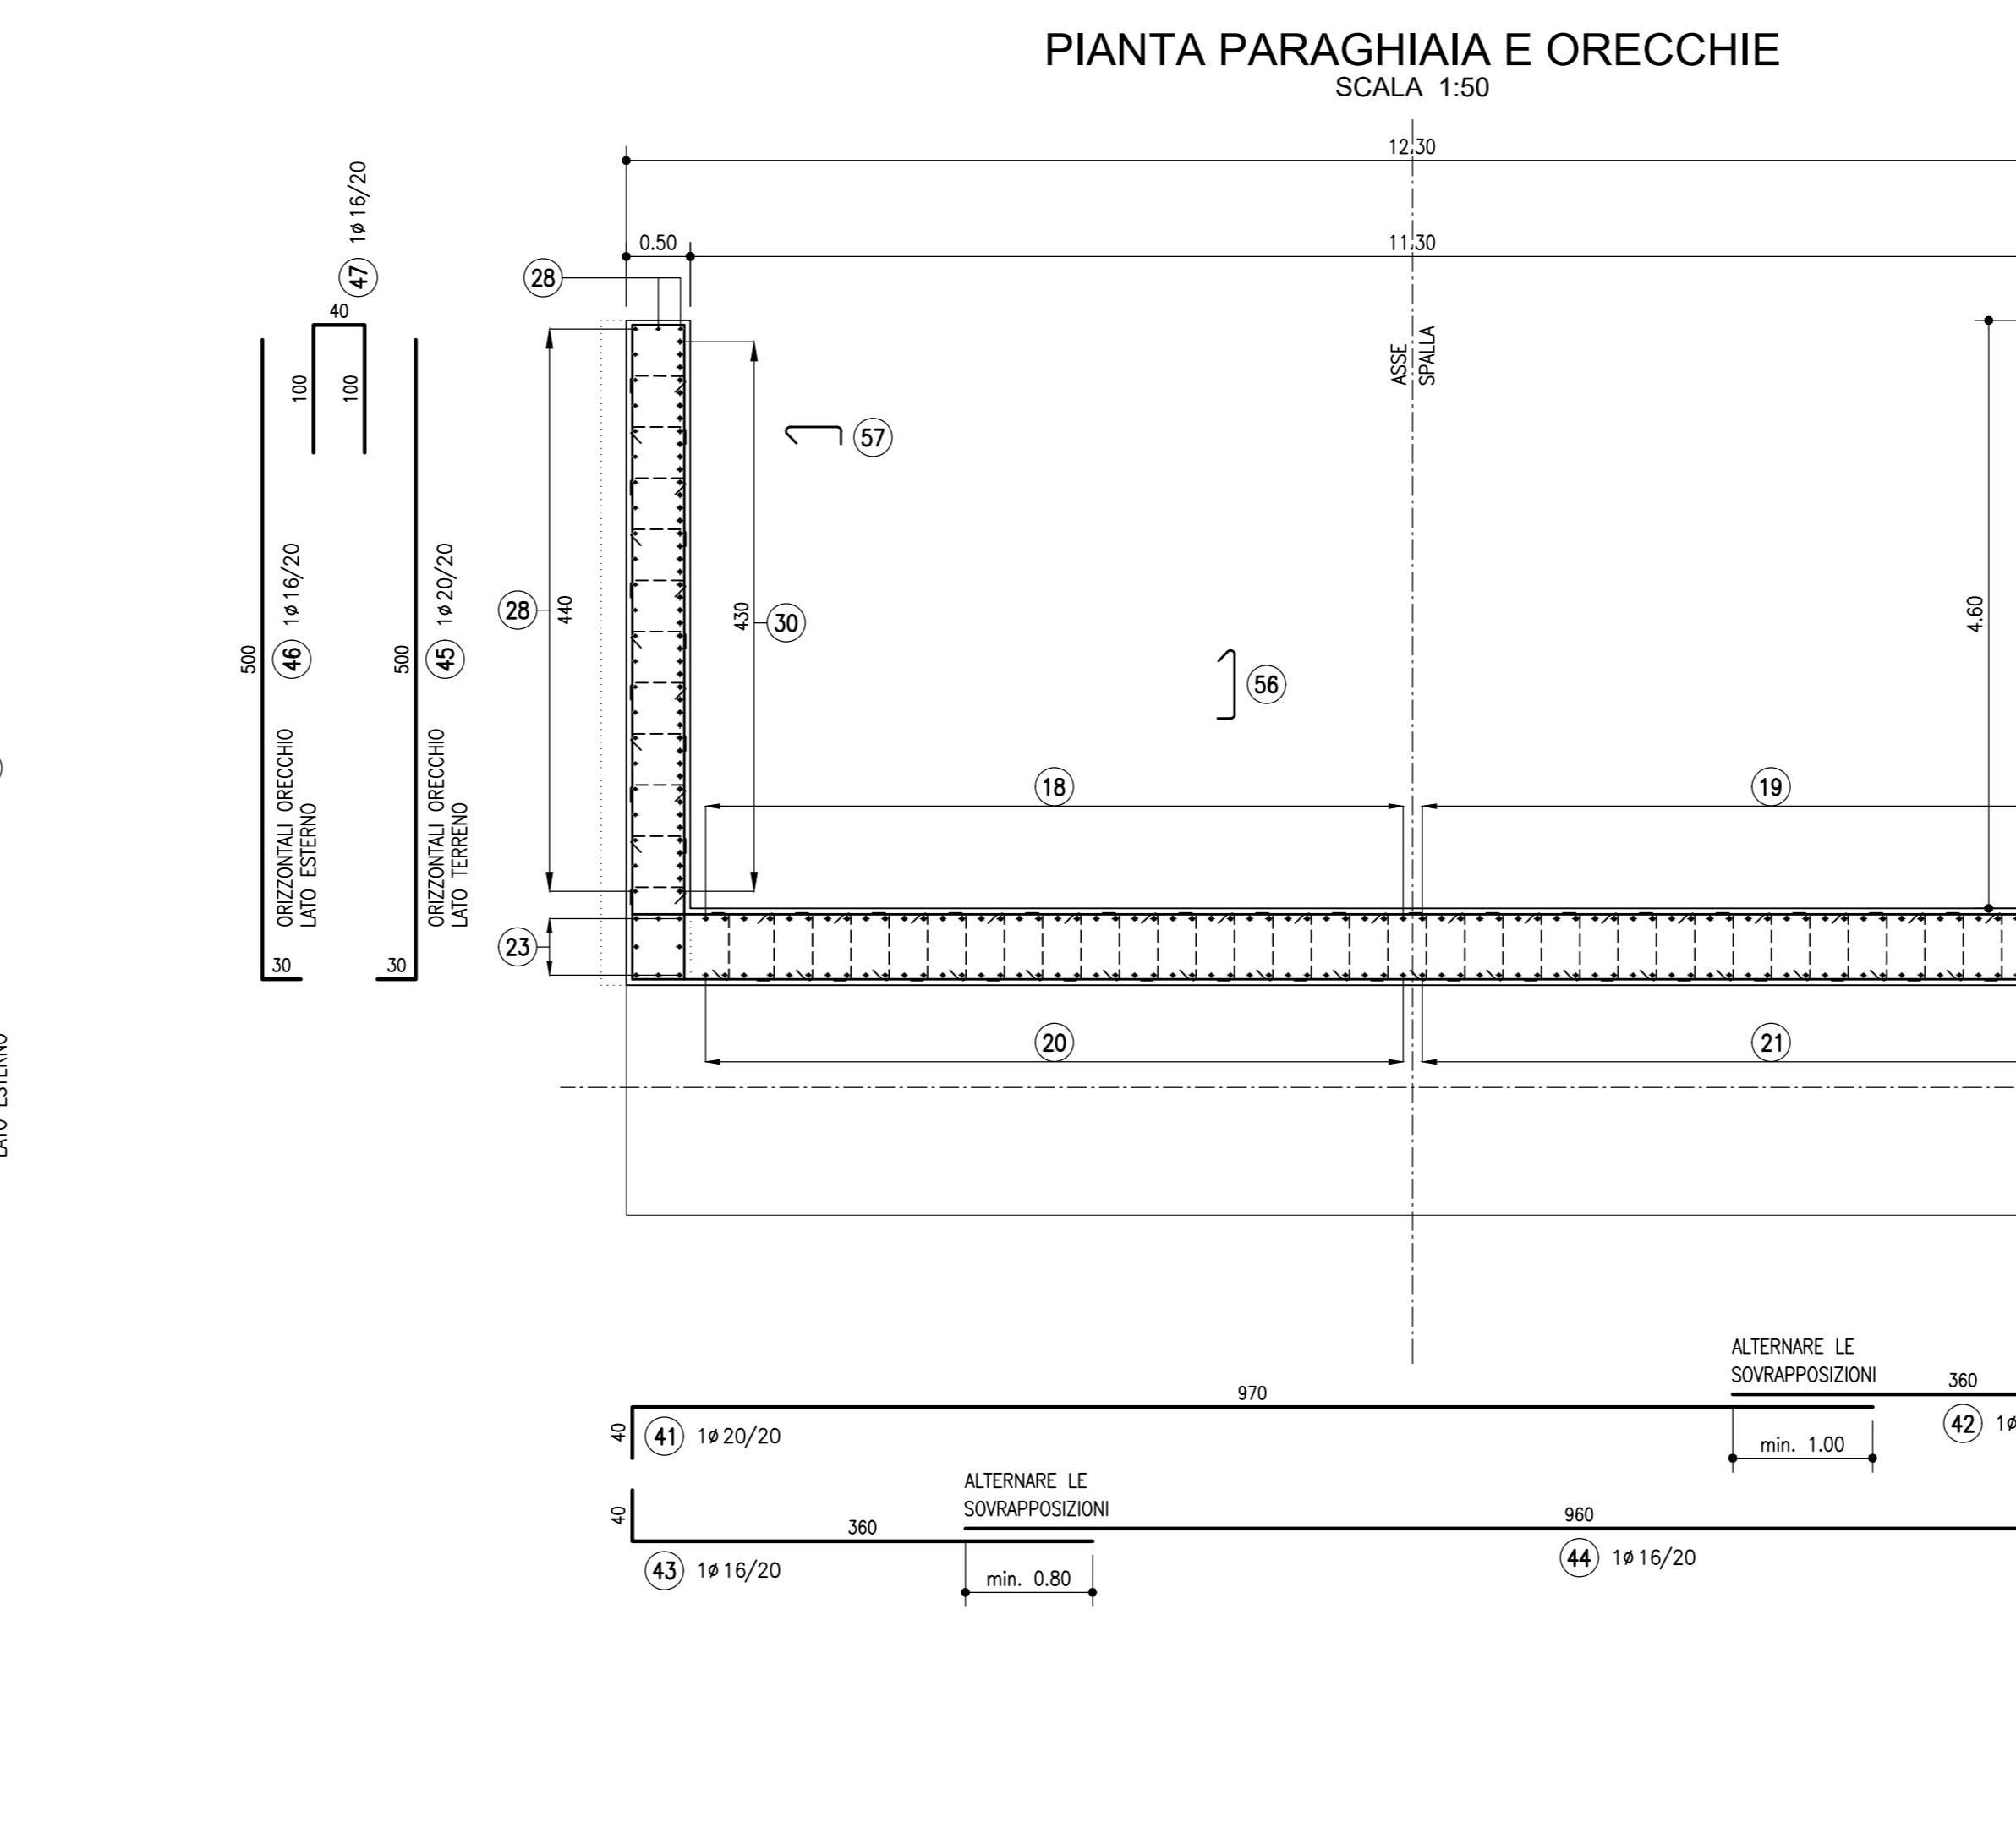 PIANTA PARAGHIAIA E ORECCHIE
SCALA 1:50
12.30
0.50
11.30
47 1ø16/20
40
100
100
28
ASSE
SPALLA
57
500
46 1ø16/20
ORIZZONTALI ORECCHIO
LATO ESTERNO
30
500
45 1ø20/20
ORIZZONTALI ORECCHIO
LATO TERRENO
30
28
440
430
30
4.60
56
18
19
23
20
21
LATO ESTERNO
ALTERNARE LE
SOVRAPPOSIZIONI
970
360
40
41 1ø20/20
42 1ø
min. 1.00
ALTERNARE LE
SOVRAPPOSIZIONI
40
360
960
43 1ø16/20
44 1ø16/20
min. 0.80